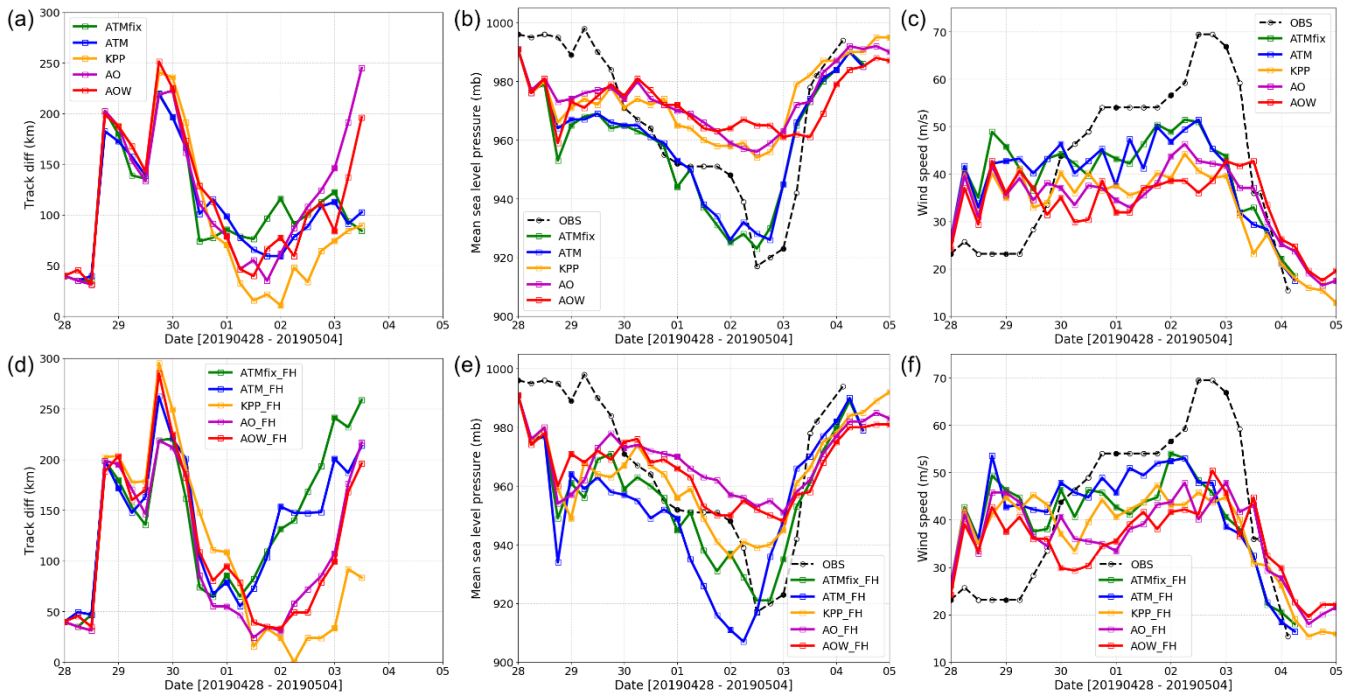 (a)
Track diff (km)
300
250
200
150
100
50
0
ATMfix
ATM
KPP
AO
AOW
28 29 30 01 02 03 04 05
Date [20190428 - 20190504]
(b)
Mean sea level pressure (mb)
1000
980
960
940
920
900
OBS
ATMfix
ATM
KPP
AO
AOW
28 29 30 01 02 03 04 05
Date [20190428 - 20190504]
(c)
Wind speed (m/s)
70
60
50
40
30
20
10
OBS
ATMfix
ATM
KPP
AO
AOW
28 29 30 01 02 03 04 05
Date [20190428 - 20190504]
(d)
Track diff (km)
300
250
200
150
100
50
0
ATMfix_FH
ATM_FH
KPP_FH
AO_FH
AOW_FH
28 29 30 01 02 03 04 05
Date [20190428 - 20190504]
(e)
Mean sea level pressure (mb)
1000
980
960
940
920
900
OBS
ATMfix_FH
ATM_FH
KPP_FH
AO_FH
AOW_FH
28 29 30 01 02 03 04 05
Date [20190428 - 20190504]
(f)
Wind speed (m/s)
70
60
50
40
30
20
10
OBS
ATMfix_FH
ATM_FH
KPP_FH
AO_FH
AOW_FH
28 29 30 01 02 03 04 05
Date [20190428 - 20190504]